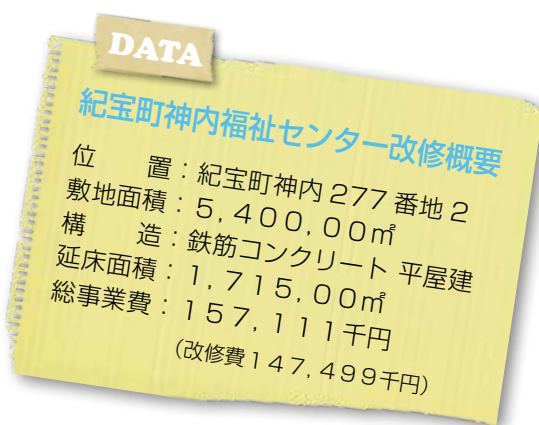 DATA
紀宝町神内福祉センター改修概要
位　　置：紀宝町神内 277 番地 2
敷地面積：５,４００,００㎡
構　　造：鉄筋コンクリート 平屋建
延床面積：１,７１５,００㎡
総事業費：１５７,１１１千円
（改修費１４７,４９９千円）